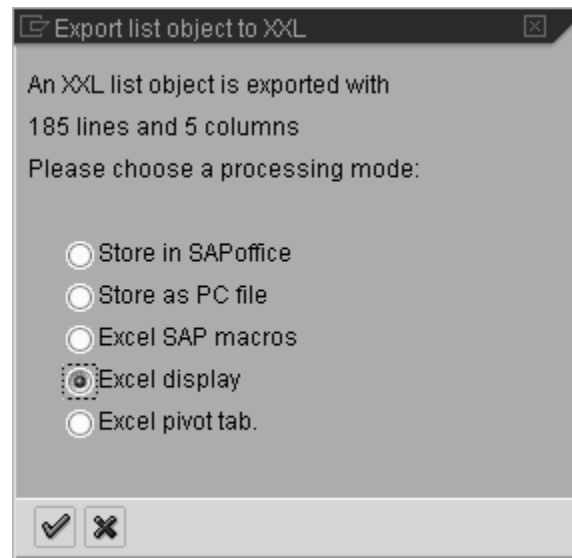 Export list object to XXL
An XXL list object is exported with
185 lines and 5 columns
Please choose a processing mode:
Store in SAPoffice
Store as PC file
Excel SAP macros
Excel display
Excel pivot tab.